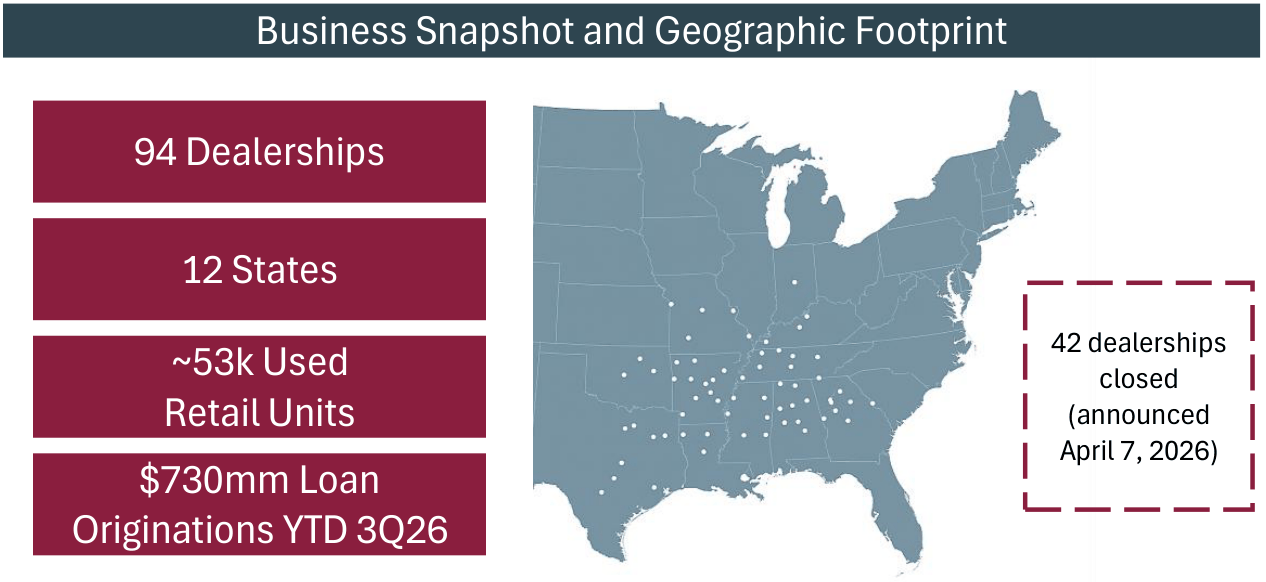 Business Snapshot and Geographic Footprint
94 Dealerships
12 States
~53k Used
Retail Units
$730mm Loan
Originations YTD 3Q26
42 dealerships
closed
(announced
April 7, 2026)